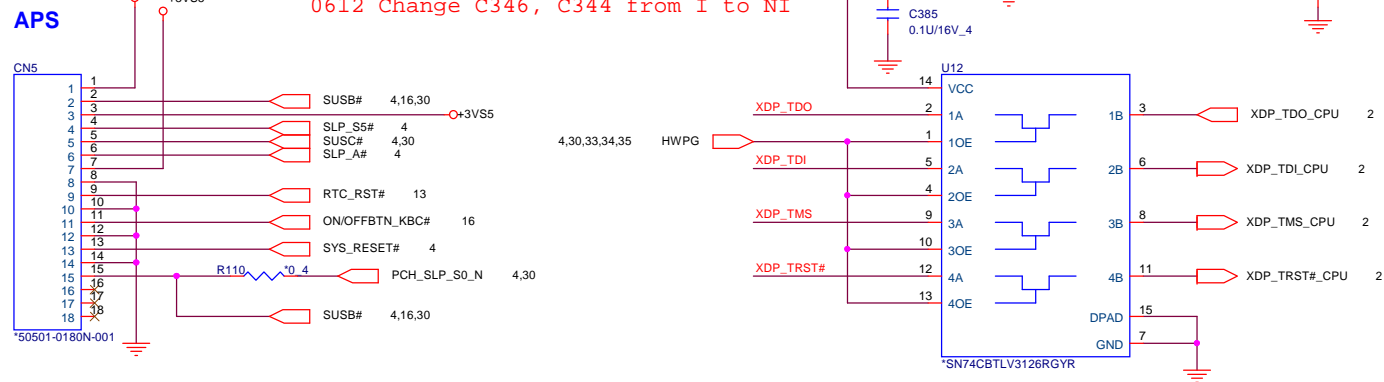 0612 Change C346, C344 from I to NI
APS
C385
0.1U/16V_4
CN5
1 1
2 2 SUSB# 4,16,30
3 3 +3VS5
4 4 SLP_S5# 4
5 5 SUSC# 4,30
6 6 SLP_A# 4
7 7
8 8
9 9 RTC_RST# 13
10 10
11 11 ON/OFFBTN_KBC# 16
12 12
13 13 SYS_RESET# 4
14 14
15 15 R110 *0_4 PCH_SLP_S0_N 4,30
16 16
17 17
18 18 SUSB# 4,16,30
*50501-0180N-001
U12
14 VCC
XDP_TDO 2 1A 1B 3 XDP_TDO_CPU 2
4,30,33,34,35 HWPG 1 1OE
XDP_TDI 5 2A 2B 6 XDP_TDI_CPU 2
4 2OE
XDP_TMS 9 3A 3B 8 XDP_TMS_CPU 2
10 3OE
XDP_TRST# 12 4A 4B 11 XDP_TRST#_CPU 2
13 4OE
DPAD 15
GND 7
*SN74CBTLV3126RGYR